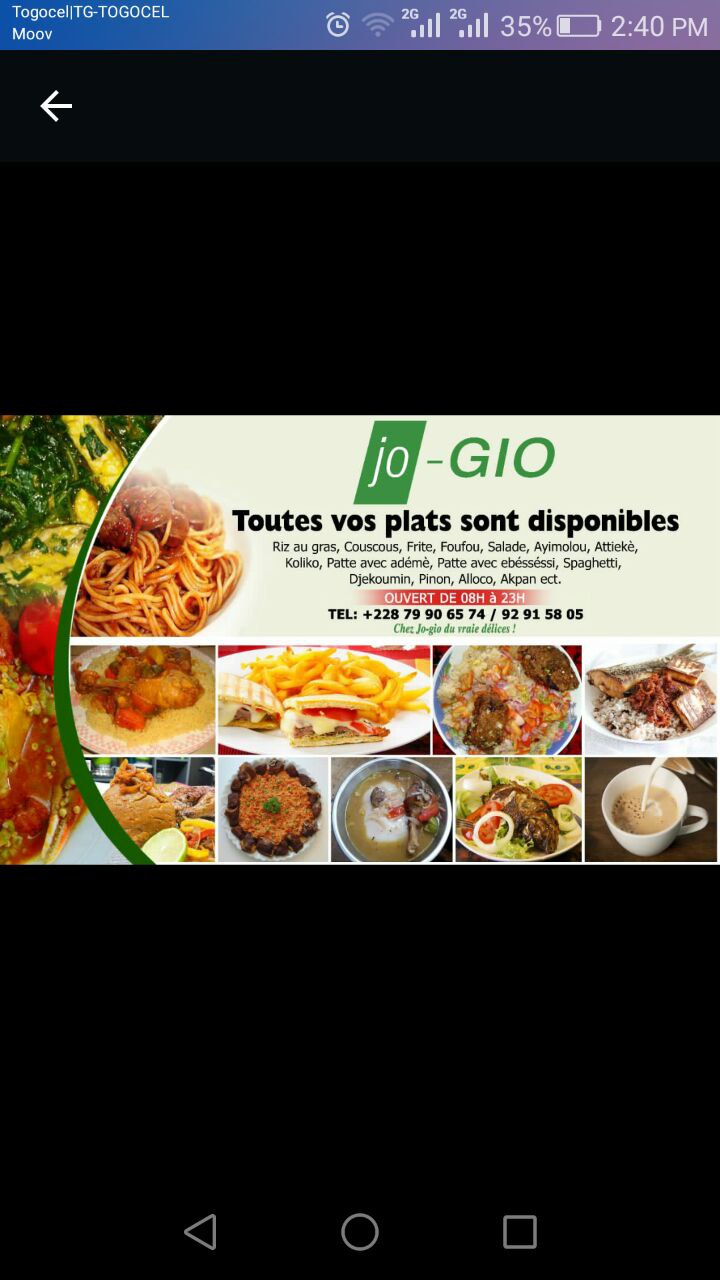 Togocel|TG-TOGOCEL
Moov
2G 2G 35% 2:40 PM
jo-GIO
Toutes vos plats sont disponibles
Riz au gras, Couscous, Frite, Foufou, Salade, Ayimolou, Attiekè,
Koliko, Patte avec adémè, Patte avec ebésséssi, Spaghetti,
Djekoumin, Pinon, Alloco, Akpan ect.
OUVERT DE 08H à 23H
TEL: +228 79 90 65 74 / 92 91 58 05
Chez Jo-gio du vraie délices !